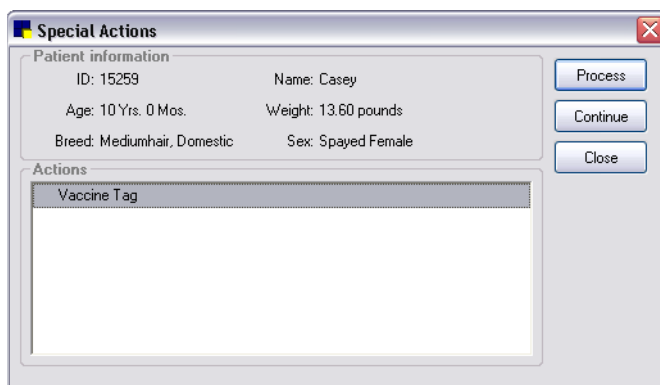 Special Actions
Patient information
ID: 15259 Name: Casey
Age: 10 Yrs. 0 Mos. Weight: 13.60 pounds
Breed: Mediumhair, Domestic Sex: Spayed Female
Process
Continue
Close
Actions
Vaccine Tag